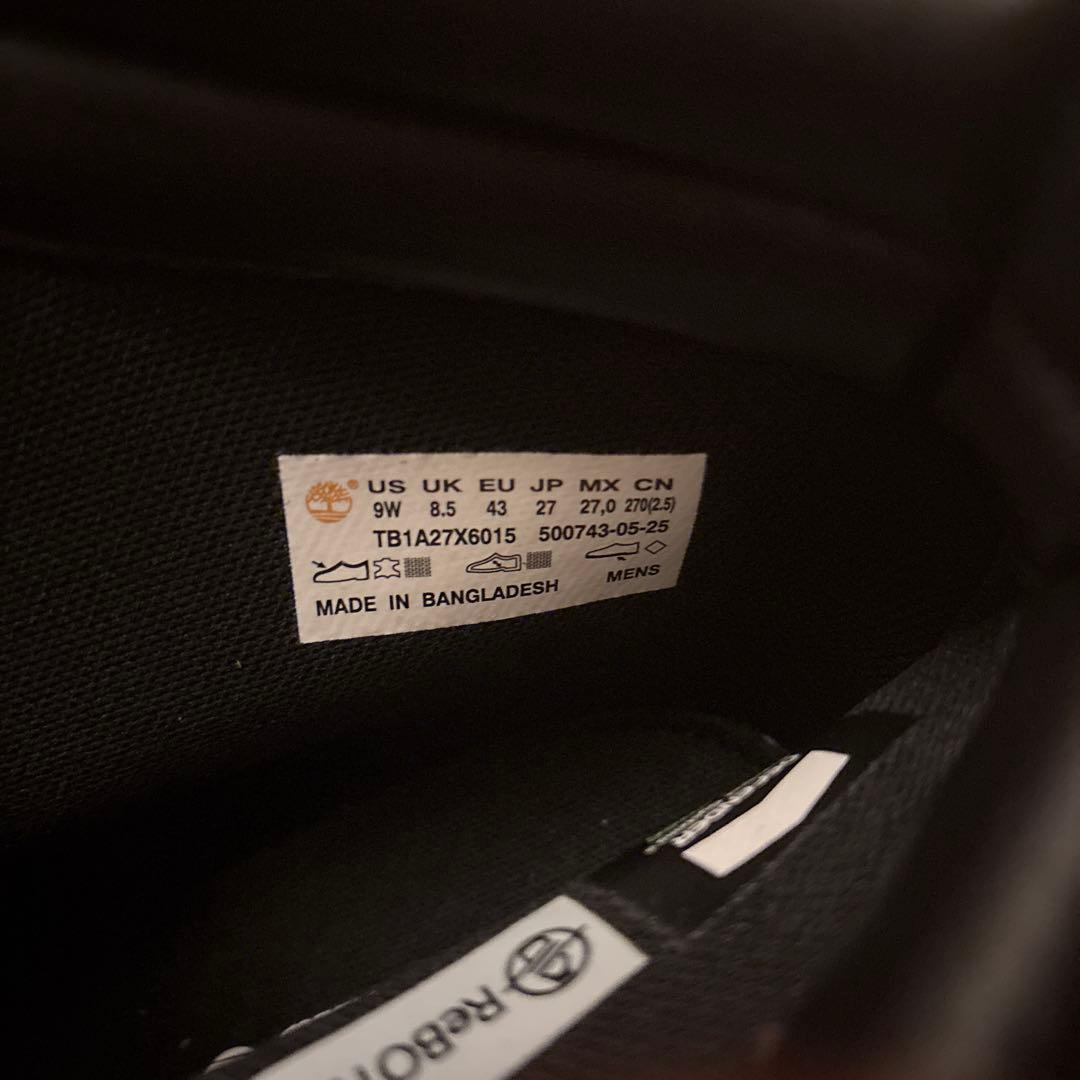 US UK EU JP MX CN
9W 8.5 43 27 27,0 270(2.5)
TB1A27X6015 500743-05-25
MADE IN BANGLADESH MENS
ReBO